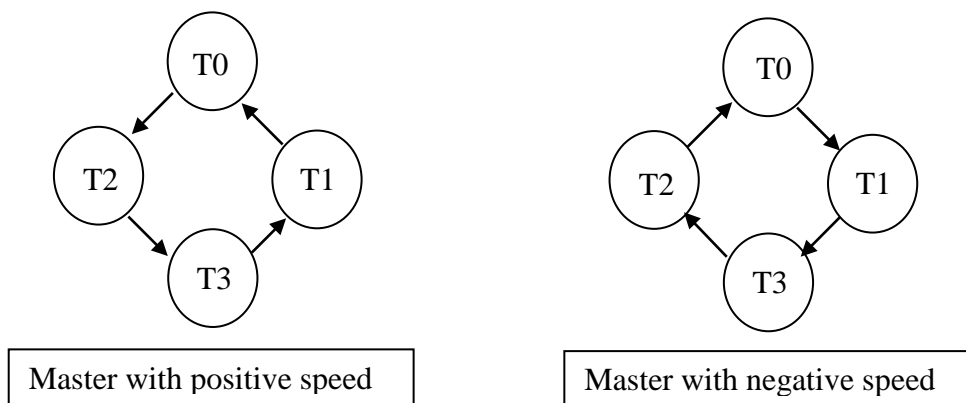 T0
T2
T1
T3
Master with positive speed
T0
T2
T1
T3
Master with negative speed